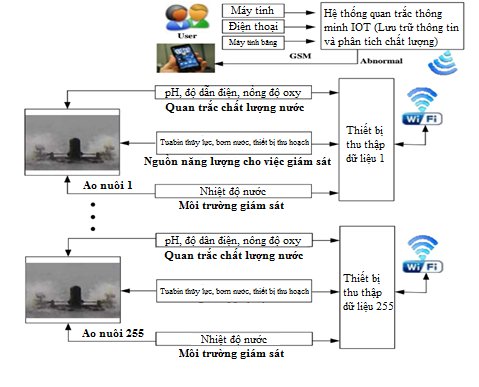 Máy tính
Hệ thống quan trắc thông
minh IOT (Lưu trữ thông tin
và phân tích chất lượng)
Điện thoại
User
Máy tính bảng
GSM
Abnormal
pH, độ dẫn điện, nồng độ oxy
Quan trắc chất lượng nước
Tuabin thủy lực, bơm nước, thiết bị thu hoạch
Nguồn năng lượng cho việc giám sát
Thiết bị
thu thập
dữ liệu 1
Wi Fi
Ao nuôi 1
Nhiệt độ nước
Môi trường giám sát
pH, độ dẫn điện, nồng độ oxy
Quan trắc chất lượng nước
Tuabin thủy lực, bơm nước, thiết bị thu hoạch
Thiết bị
thu thập
dữ liệu 255
Wi Fi
Ao nuôi 255
Nhiệt độ nước
Môi trường giám sát